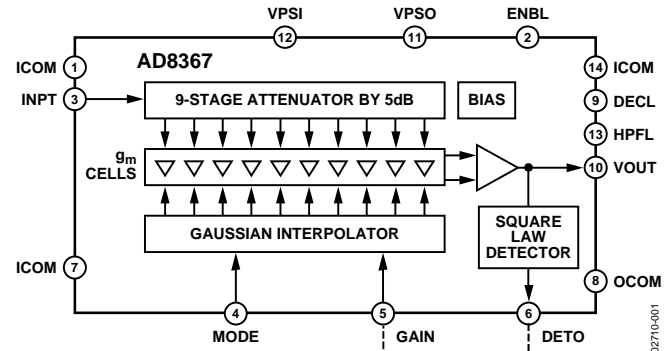 VPSI
VPSO
ENBL
12
11
2
ICOM 1
AD8367
14 ICOM
INPT 3
9-STAGE ATTENUATOR BY 5dB
BIAS
9 DECL
13 HPFL
gm
CELLS
10 VOUT
GAUSSIAN INTERPOLATOR
SQUARE
LAW
DETECTOR
ICOM 7
8 OCOM
4
5
6
MODE
GAIN
DETO
02710-001